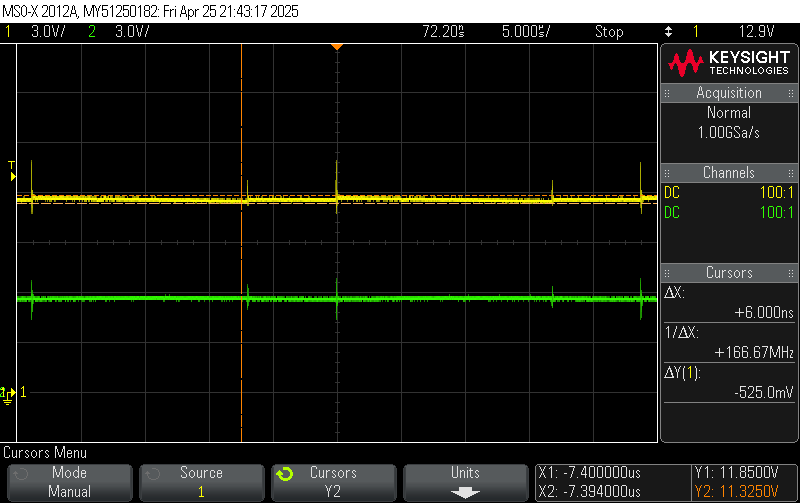 MSO-X 2012A, MY51250182: Fri Apr 25 21:43:17 2025
1 3.0V/ 2 3.0V/ 72.20s 5.000s/ Stop 1 12.9V
KEYSIGHT
TECHNOLOGIES
Acquisition
Normal
1.00GSa/s
Channels
DC 100:1
DC 100:1
Cursors
ΔX:
+6.000ns
1/ΔX:
+166.67MHz
ΔY(1):
-525.0mV
T
2
1
Cursors Menu
Mode
Manual
Source
1
Cursors
Y2
Units
X1: -7.400000us
X2: -7.394000us
Y1: 11.8500V
Y2: 11.3250V